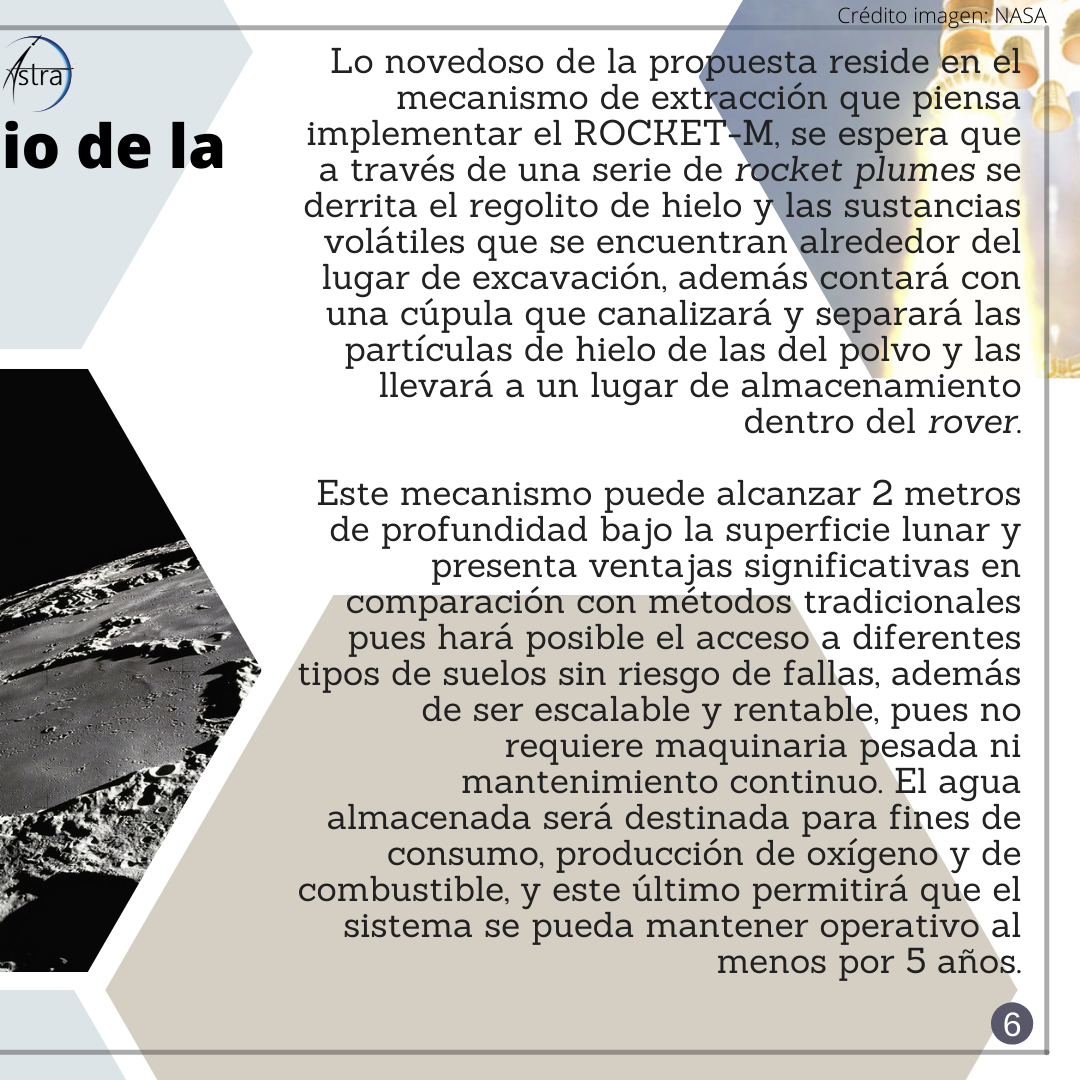 Crédito imagen: NASA
Astra
io de la
Lo novedoso de la propuesta reside en el
mecanismo de extracción que piensa
implementar el ROCKET-M, se espera que
a través de una serie de rocket plumes se
derrita el regolito de hielo y las sustancias
volátiles que se encuentran alrededor del
lugar de excavación, además contará con
una cúpula que canalizará y separará las
partículas de hielo de las del polvo y las
llevará a un lugar de almacenamiento
dentro del rover.
Este mecanismo puede alcanzar 2 metros
de profundidad bajo la superficie lunar y
presenta ventajas significativas en
comparación con métodos tradicionales
pues hará posible el acceso a diferentes
tipos de suelos sin riesgo de fallas, además
de ser escalable y rentable, pues no
requiere maquinaria pesada ni
mantenimiento continuo. El agua
almacenada será destinada para fines de
consumo, producción de oxígeno y de
combustible, y este último permitirá que el
sistema se pueda mantener operativo al
menos por 5 años.
6